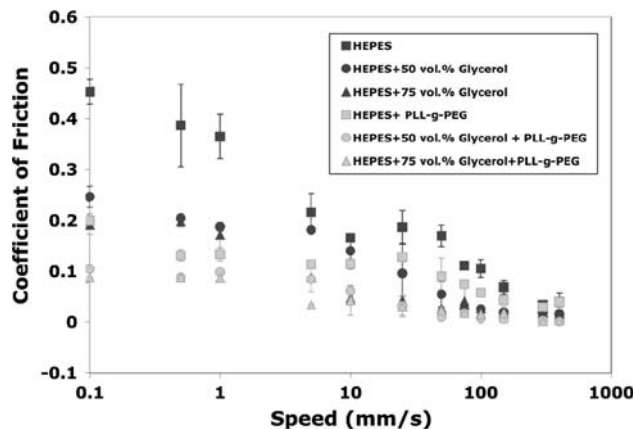 0.6
0.5
0.4
0.3
0.2
0.1
0
-0.1
Coefficient of Friction
HEPES
HEPES+50 vol.% Glycerol
HEPES+75 vol.% Glycerol
HEPES+ PLL-g-PEG
HEPES+50 vol.% Glycerol + PLL-g-PEG
HEPES+75 vol.% Glycerol+PLL-g-PEG
0.1 1 10 100 1000
Speed (mm/s)